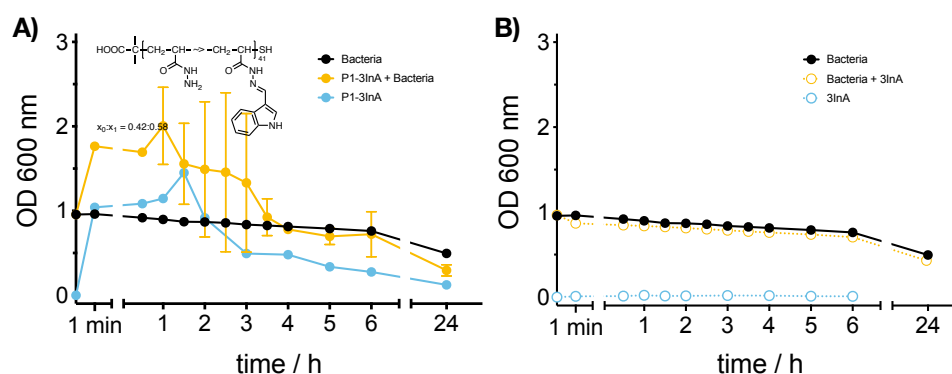 A)
HOOC CH₂-CH ~> CH₂-CH SH
41
O NH O NH
NH₂ N
NH
x₀:x₁ = 0.42:0.58
Bacteria
P1-3InA + Bacteria
P1-3InA
OD 600 nm
3
2
1
0
1 min 1 2 3 4 5 6 24
time / h
B)
Bacteria
Bacteria + 3InA
3InA
OD 600 nm
3
2
1
0
1 min 1 2 3 4 5 6 24
time / h